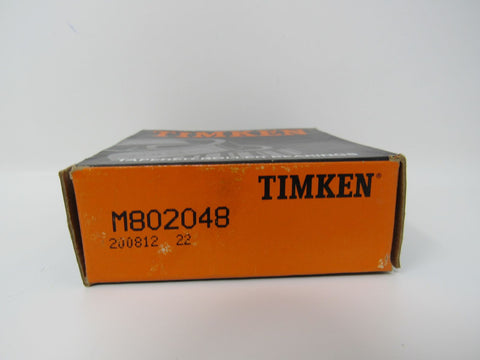 TIMKEN
TAPERED ROLLER BEARINGS
TIMKEN®
M802048
200812 22